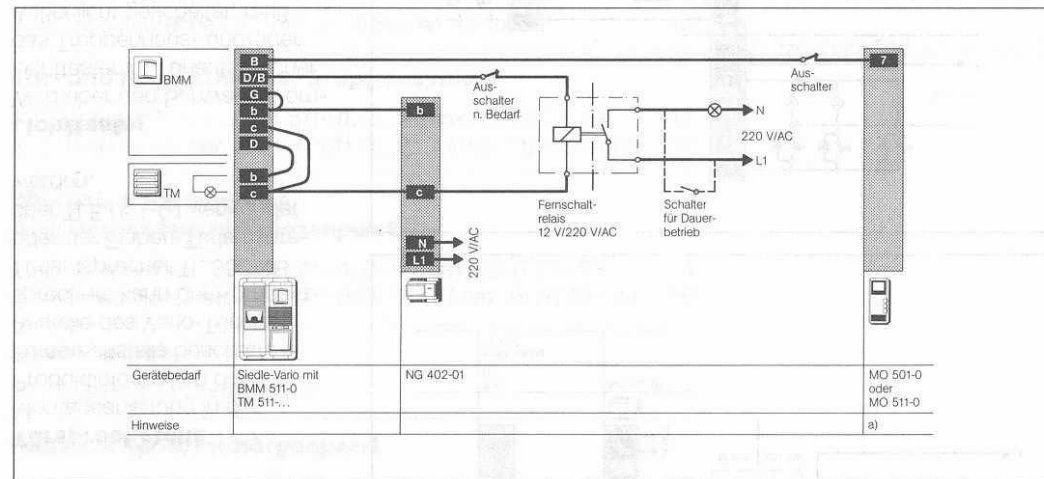 BMM
TM
B
D/B
G
b
c
D
b
c
b
c
N
L1
220 V/AC
Aus-
schalter
n. Bedarf
Fernschalt-
relais
12 V/220 V/AC
Schalter
für Dauer-
betrieb
N
220 V/AC
L1
Aus-
schalter
7
Gerätebedarf
Siedle-Vario mit
BMM 511-0
TM 511-...
NG 402-01
MO 501-0
oder
MO 511-0
Hinweise
a)